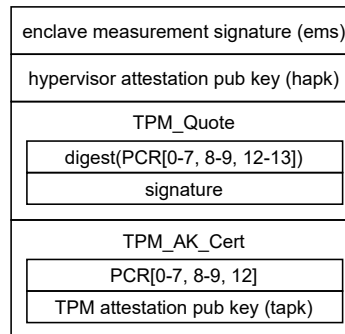 enclave measurement signature (ems)
hypervisor attestation pub key (hapk)
TPM_Quote
digest(PCR[0-7, 8-9, 12-13])
signature
TPM_AK_Cert
PCR[0-7, 8-9, 12]
TPM attestation pub key (tapk)